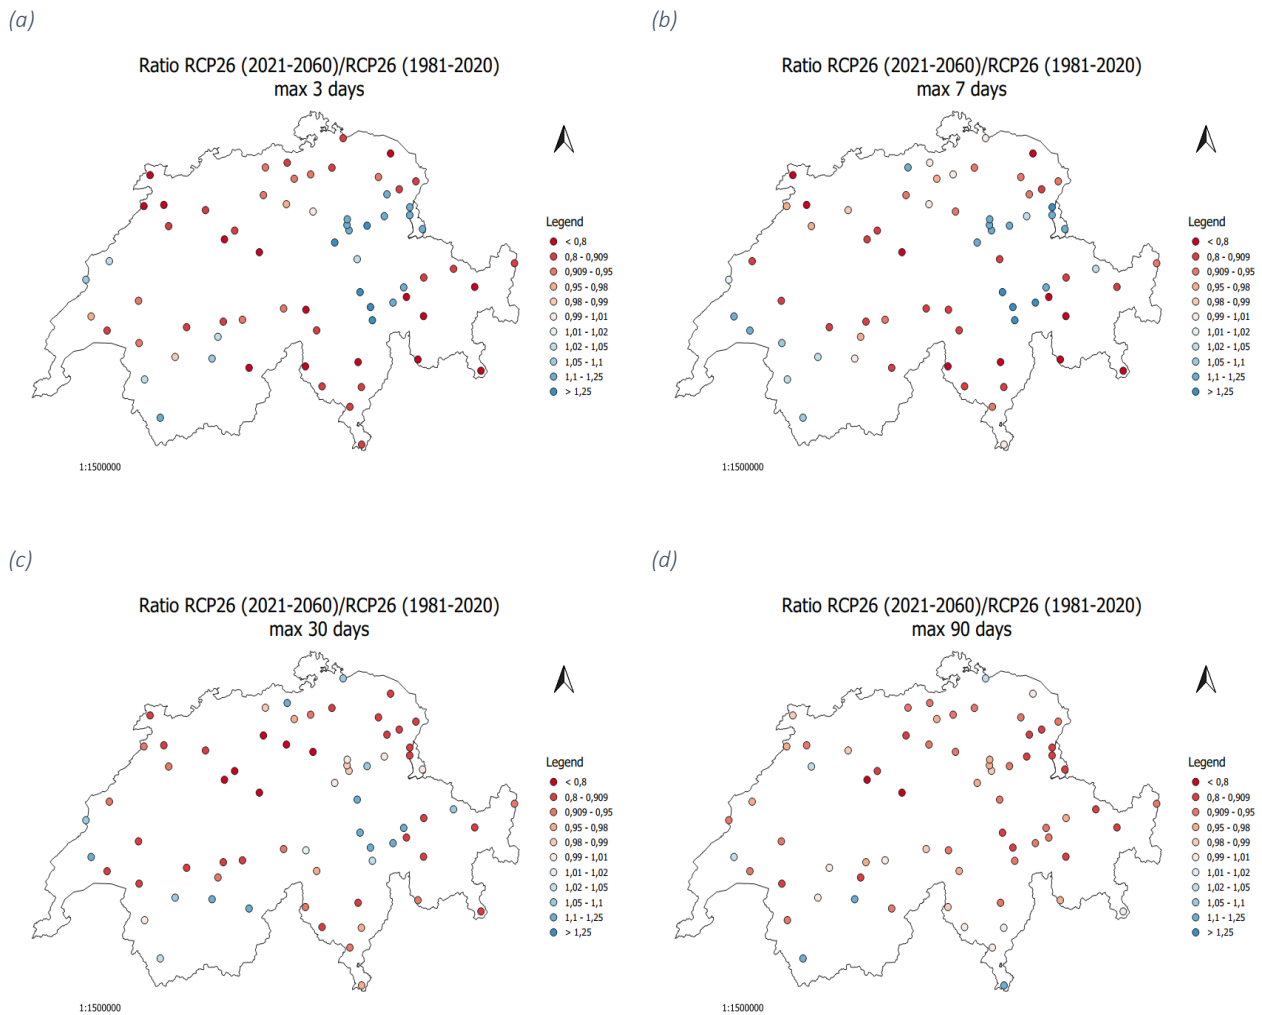 (a)
Ratio RCP26 (2021-2060)/RCP26 (1981-2020)
max 3 days
Legend
< 0,8
0,8 - 0,909
0,909 - 0,95
0,95 - 0,98
0,98 - 0,99
0,99 - 1,01
1,01 - 1,02
1,02 - 1,05
1,05 - 1,1
1,1 - 1,25
> 1,25
1:1500000
(b)
Ratio RCP26 (2021-2060)/RCP26 (1981-2020)
max 7 days
Legend
< 0,8
0,8 - 0,909
0,909 - 0,95
0,95 - 0,98
0,98 - 0,99
0,99 - 1,01
1,01 - 1,02
1,02 - 1,05
1,05 - 1,1
1,1 - 1,25
> 1,25
1:1500000
(c)
Ratio RCP26 (2021-2060)/RCP26 (1981-2020)
max 30 days
Legend
< 0,8
0,8 - 0,909
0,909 - 0,95
0,95 - 0,98
0,98 - 0,99
0,99 - 1,01
1,01 - 1,02
1,02 - 1,05
1,05 - 1,1
1,1 - 1,25
> 1,25
1:1500000
(d)
Ratio RCP26 (2021-2060)/RCP26 (1981-2020)
max 90 days
Legend
< 0,8
0,8 - 0,909
0,909 - 0,95
0,95 - 0,98
0,98 - 0,99
0,99 - 1,01
1,01 - 1,02
1,02 - 1,05
1,05 - 1,1
1,1 - 1,25
> 1,25
1:1500000